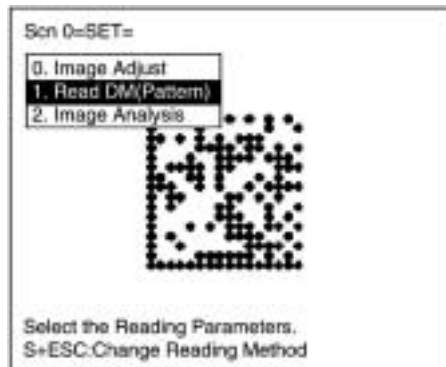 Scn 0=SET=
0. Image Adjust
1. Read DM(Pattern)
2. Image Analysis
Select the Reading Parameters.
S+ESC:Change Reading Method